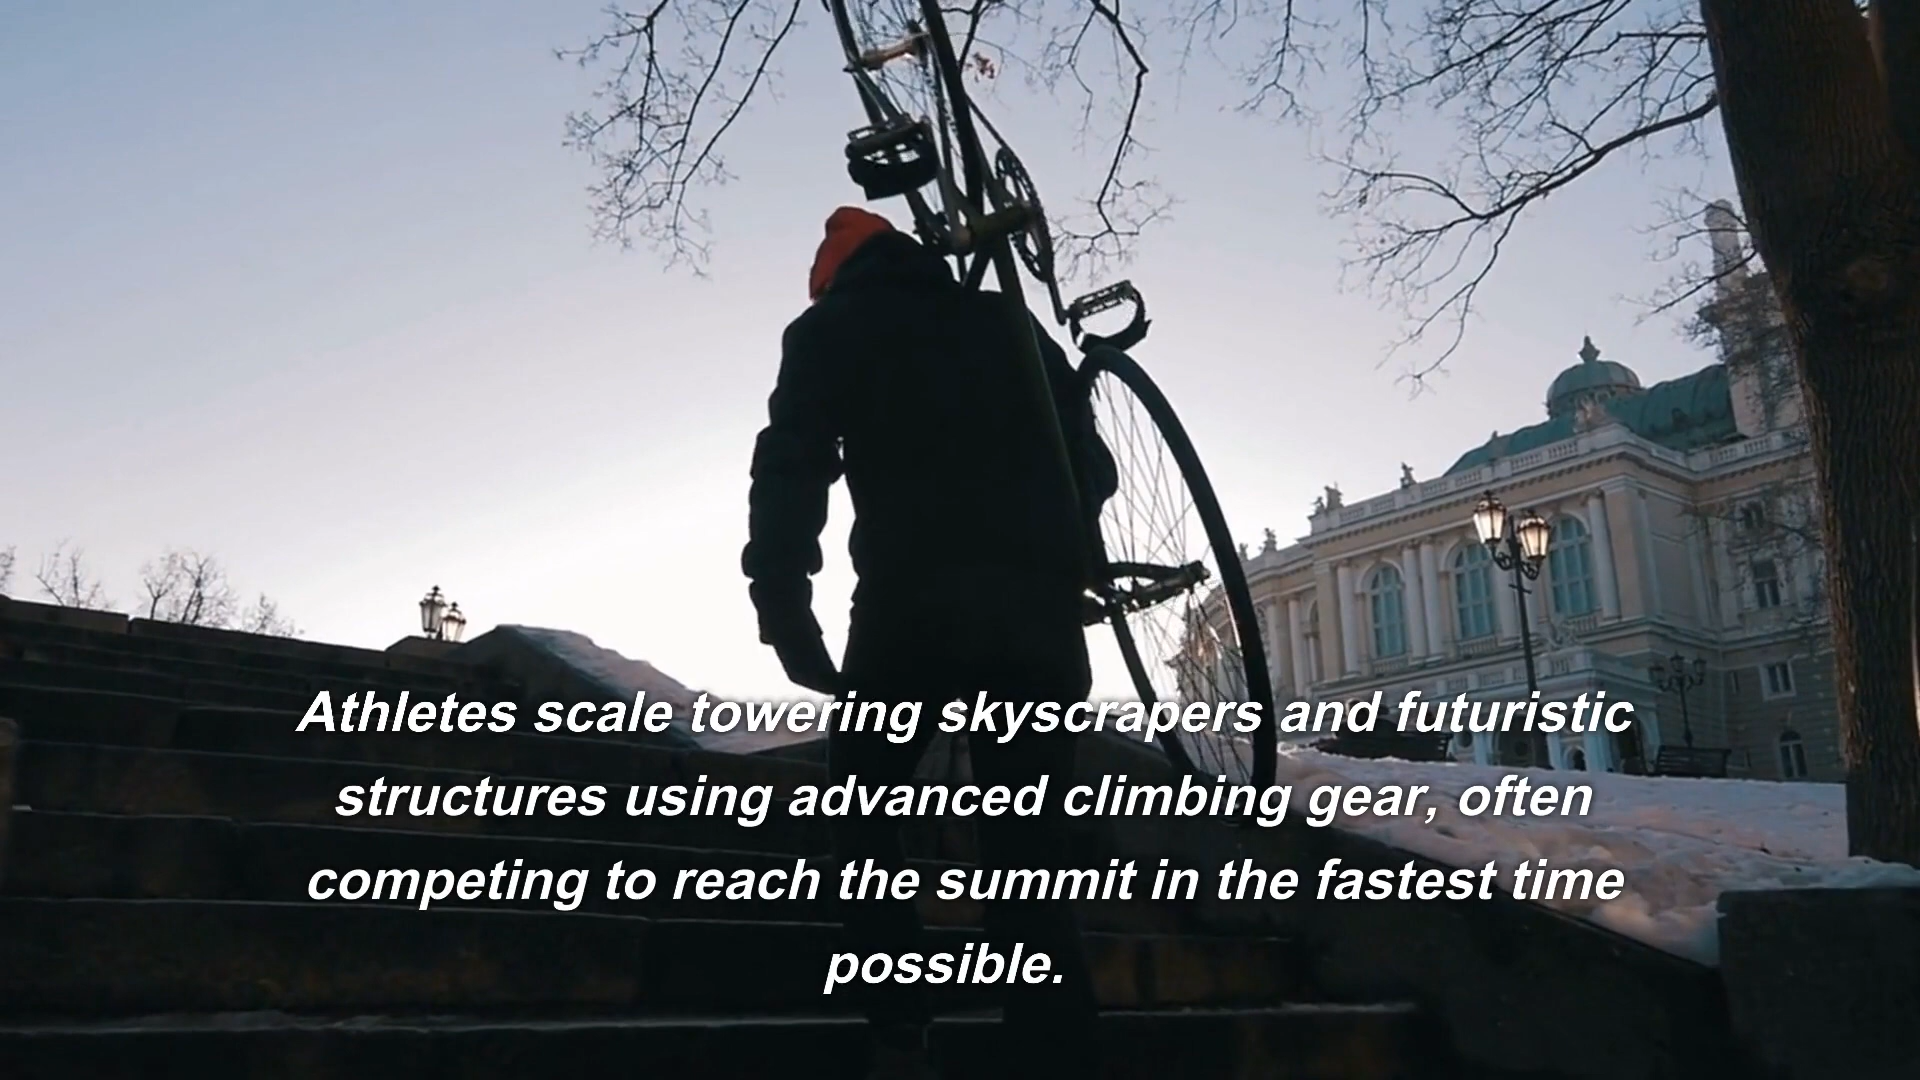 Athletes scale towering skyscrapers and futuristic
structures using advanced climbing gear, often
competing to reach the summit in the fastest time
possible.